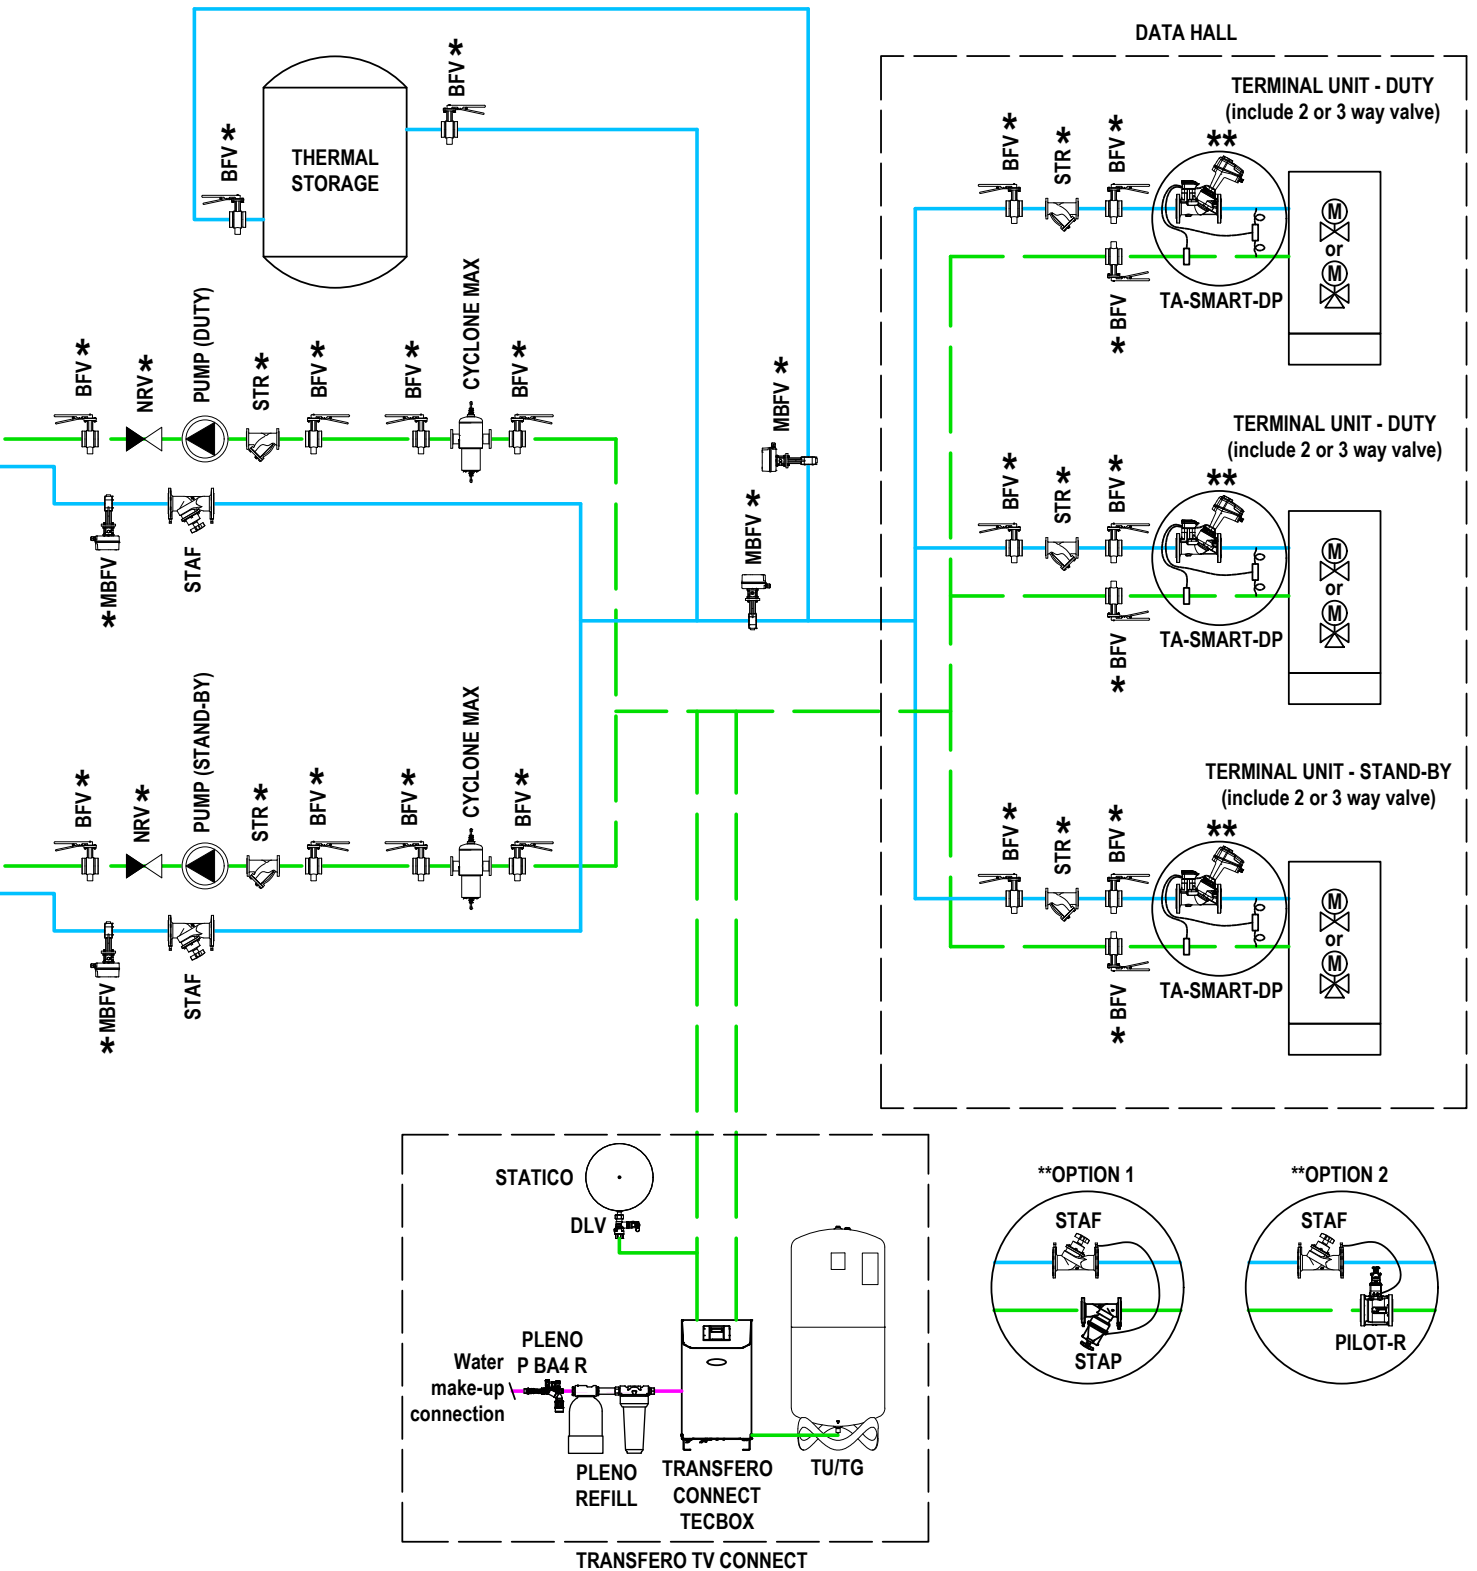 DATA HALL
BFV *
BFV *
THERMAL
STORAGE
TERMINAL UNIT - DUTY
(include 2 or 3 way valve)
**
BFV *
STR *
BFV *
M
or
M
TA-SMART-DP
* BFV
BFV *
NRV *
PUMP (DUTY)
STR *
BFV *
BFV *
CYCLONE MAX
BFV *
MBFV *
MBFV *
* MBFV
STAF
TERMINAL UNIT - DUTY
(include 2 or 3 way valve)
**
BFV *
STR *
BFV *
M
or
M
TA-SMART-DP
* BFV
BFV *
NRV *
PUMP (STAND-BY)
STR *
BFV *
BFV *
CYCLONE MAX
BFV *
* MBFV
STAF
TERMINAL UNIT - STAND-BY
(include 2 or 3 way valve)
**
BFV *
STR *
BFV *
M
or
M
TA-SMART-DP
* BFV
STATICO
DLV
PLENO
P BA4 R
Water
make-up
connection
PLENO
REFILL
TRANSFERO
CONNECT
TECBOX
TU/TG
TRANSFERO TV CONNECT
**OPTION 1
STAF
STAP
**OPTION 2
STAF
PILOT-R